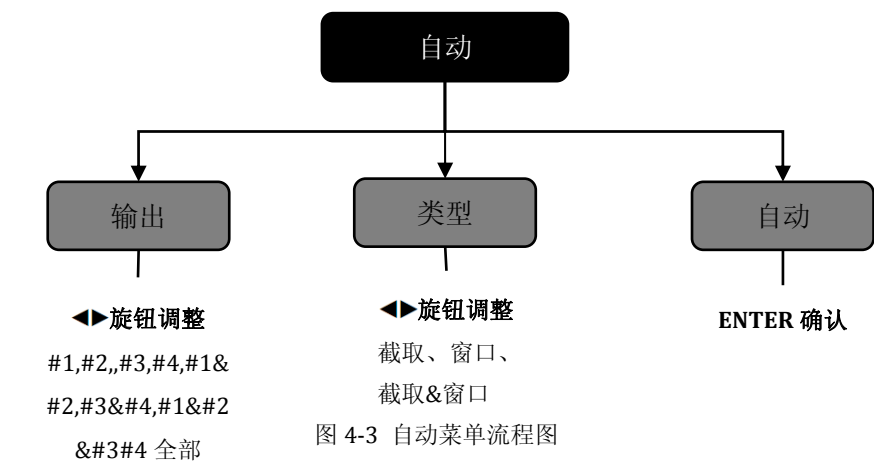 自动
输出
类型
自动
◀▶旋钮调整
#1,#2,,#3,#4,#1&
#2,#3&#4,#1&#2
&#3#4 全部
◀▶旋钮调整
截取、窗口、
截取&窗口
ENTER 确认
图 4-3 自动菜单流程图